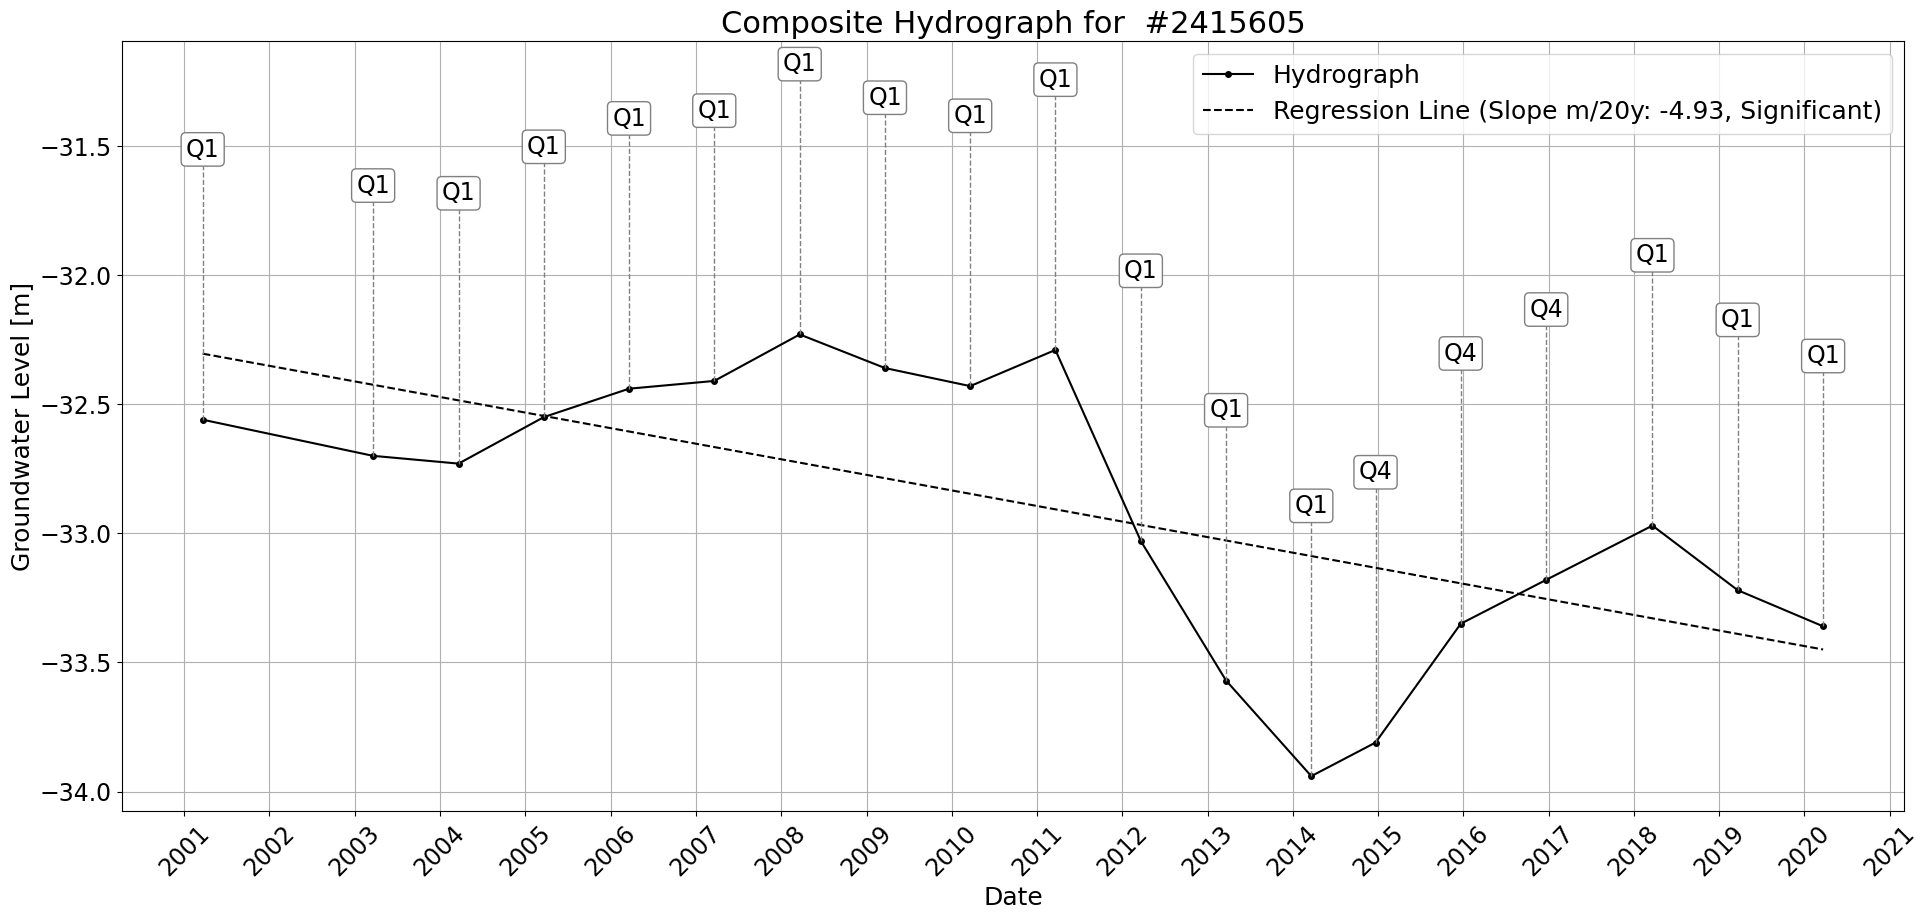 Composite Hydrograph for  #2415605
Hydrograph
Regression Line (Slope m/20y: -4.93, Significant)
Groundwater Level [m]
−31.5
−32.0
−32.5
−33.0
−33.5
−34.0
Q1
Q1
Q1
Q1
Q1
Q1
Q1
Q1
Q1
Q1
Q1
Q1
Q1
Q4
Q4
Q4
Q1
Q1
Q1
2001
2002
2003
2004
2005
2006
2007
2008
2009
2010
2011
2012
2013
2014
2015
2016
2017
2018
2019
2020
2021
Date